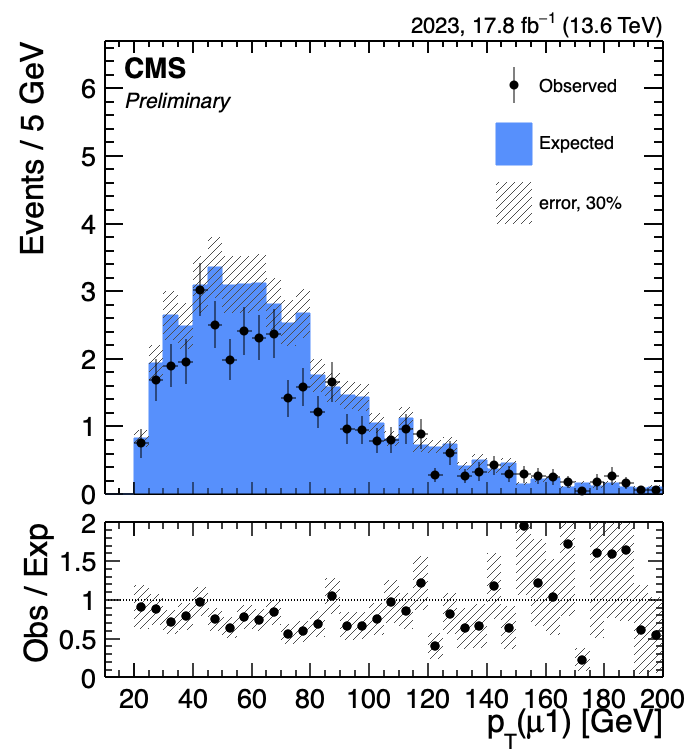 2023, 17.8 fb⁻¹ (13.6 TeV)
CMS
Preliminary
Observed
Expected
error, 30%
Events / 5 GeV
6
5
4
3
2
1
0
Obs / Exp
2
1.5
1
0.5
0
20 40 60 80 100 120 140 160 180 200
p_T(μ1) [GeV]